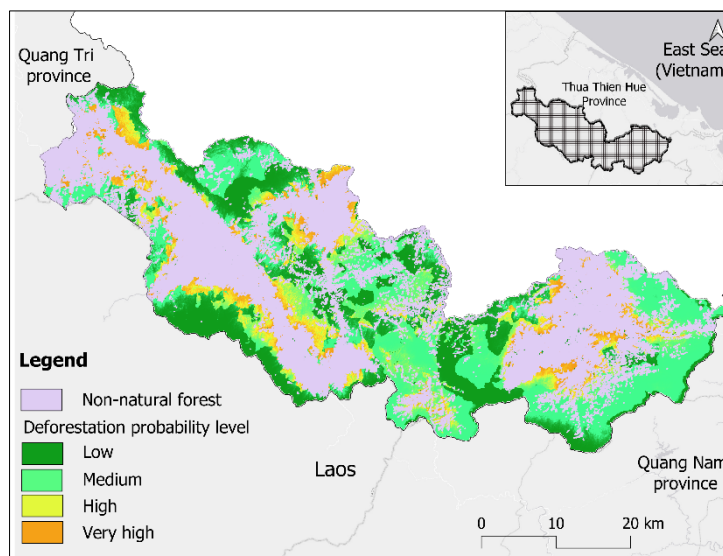 Quang Tri
province
East Sea
(Vietnam
Thua Thien Hue
Province
Legend
Non-natural forest
Deforestation probability level
Low
Medium
High
Very high
Laos
Quang Nam
province
0 10 20 km